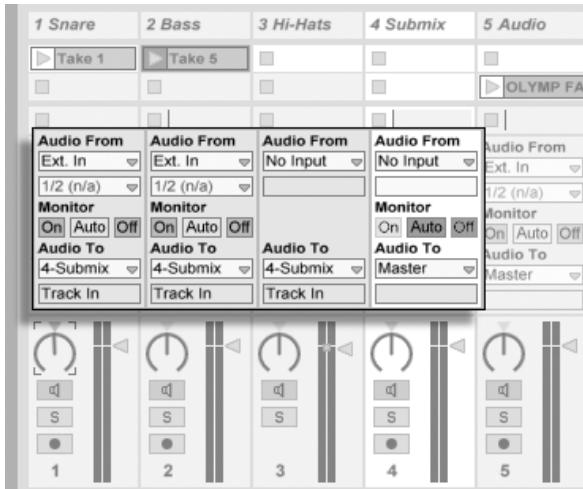 1 Snare 2 Bass 3 Hi-Hats 4 Submix 5 Audio
Take 1 Take 5
OLYMP FA
Audio From Audio From Audio From Audio From Audio From
Ext. In Ext. In No Input No Input Ext. In
1/2 (n/a) 1/2 (n/a) 1/2 (n/a)
Monitor Monitor Monitor Monitor
On Auto Off On Auto Off On Auto Off On Auto Off
Audio To Audio To Audio To Audio To Audio To
4-Submix 4-Submix 4-Submix Master Master
Track In Track In Track In
S S S S S
1 2 3 4 5